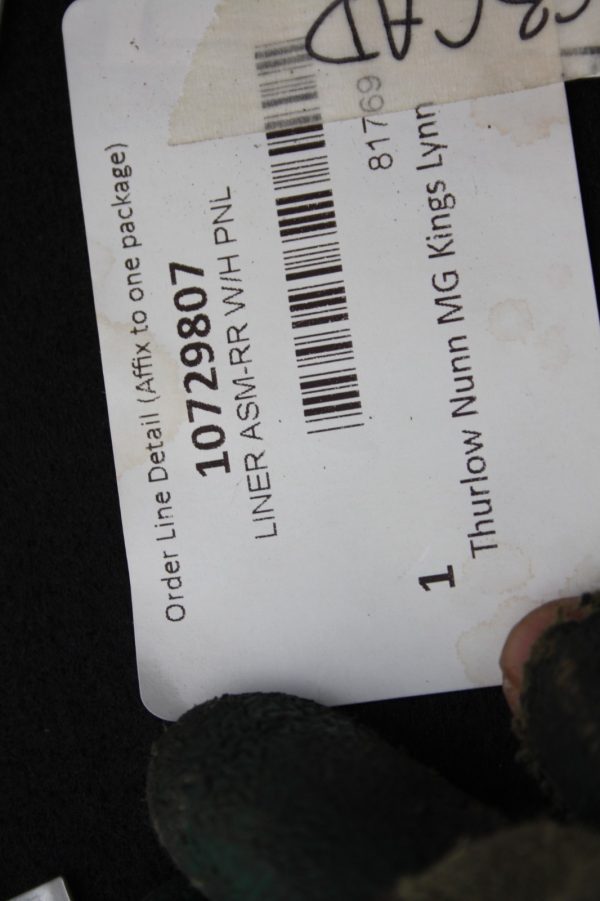 Order Line Detail (Affix to one package)
10729807
LINER ASM-RR W/H PNL
81769
1
Thurlow Nunn MG Kings Lynn